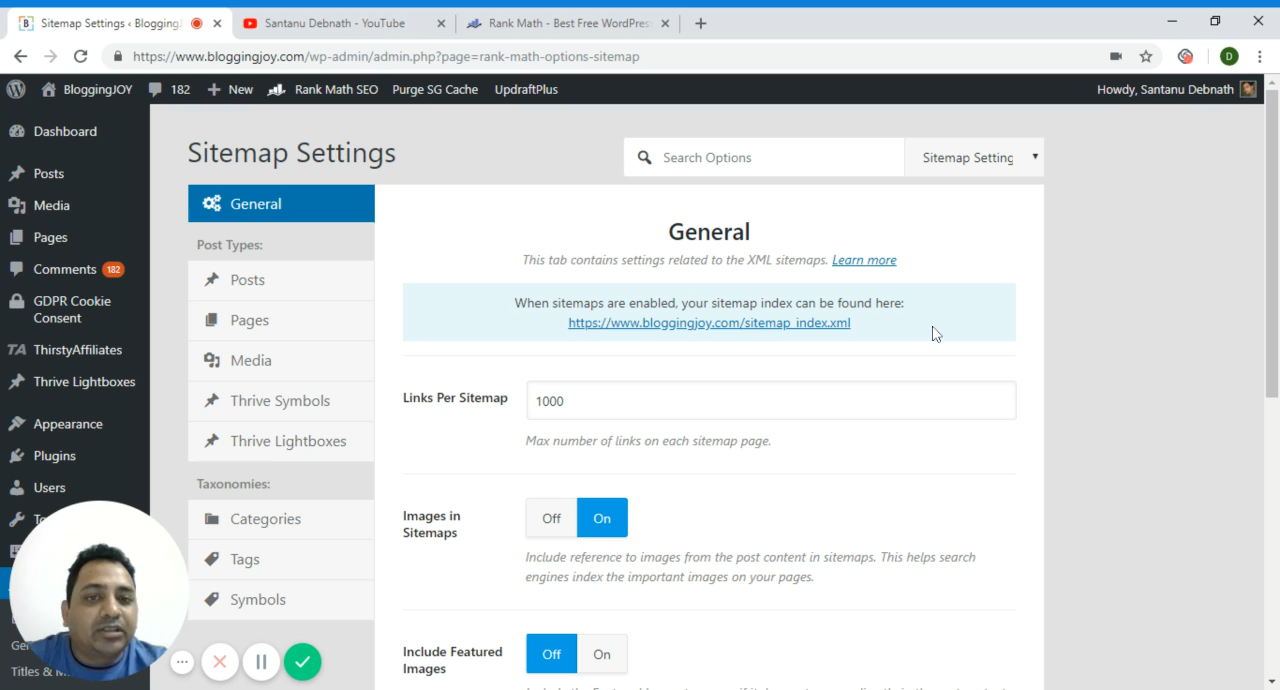 Sitemap Settings ‹ Blogging.
Santanu Debnath - YouTube
Rank Math - Best Free WordPress
https://www.bloggingjoy.com/wp-admin/admin.php?page=rank-math-options-sitemap
D
BloggingJOY
182
New
Rank Math SEO
Purge SG Cache
UpdraftPlus
Howdy, Santanu Debnath
Dashboard
Posts
Media
Pages
Comments 182
GDPR Cookie
Consent
ThirstyAffiliates
Thrive Lightboxes
Appearance
Plugins
Users
Titles &
Sitemap Settings
Search Options
Sitemap Setting
General
Post Types:
Posts
Pages
Media
Thrive Symbols
Thrive Lightboxes
Taxonomies:
Categories
Tags
Symbols
General
This tab contains settings related to the XML sitemaps. Learn more
When sitemaps are enabled, your sitemap index can be found here:
https://www.bloggingjoy.com/sitemap_index.xml
Links Per Sitemap
1000
Max number of links on each sitemap page.
Images in
Sitemaps
Off
On
Include reference to images from the post content in sitemaps. This helps search
engines index the important images on your pages.
Include Featured
Images
Off
On